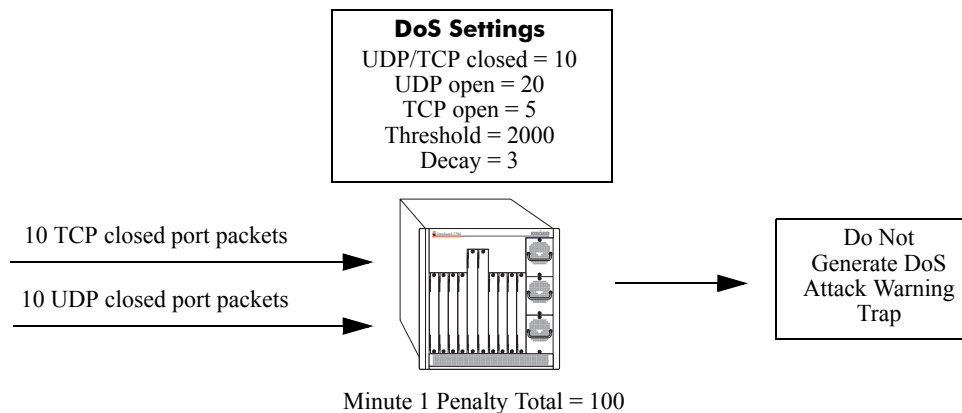 DoS Settings
UDP/TCP closed = 10
UDP open = 20
TCP open = 5
Threshold = 2000
Decay = 3
10 TCP closed port packets
10 UDP closed port packets
Do Not
Generate DoS
Attack Warning
Trap
Minute 1 Penalty Total = 100